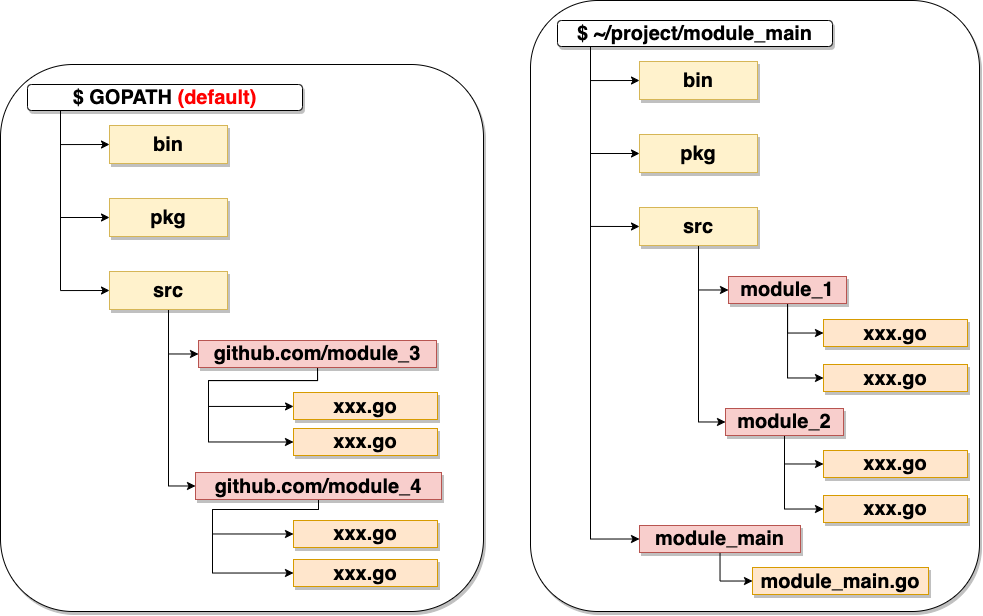 $ GOPATH (default)
bin
pkg
src
github.com/module_3
xxx.go
xxx.go
github.com/module_4
xxx.go
xxx.go
$ ~/project/module_main
bin
pkg
src
module_1
xxx.go
xxx.go
module_2
xxx.go
xxx.go
module_main
module_main.go